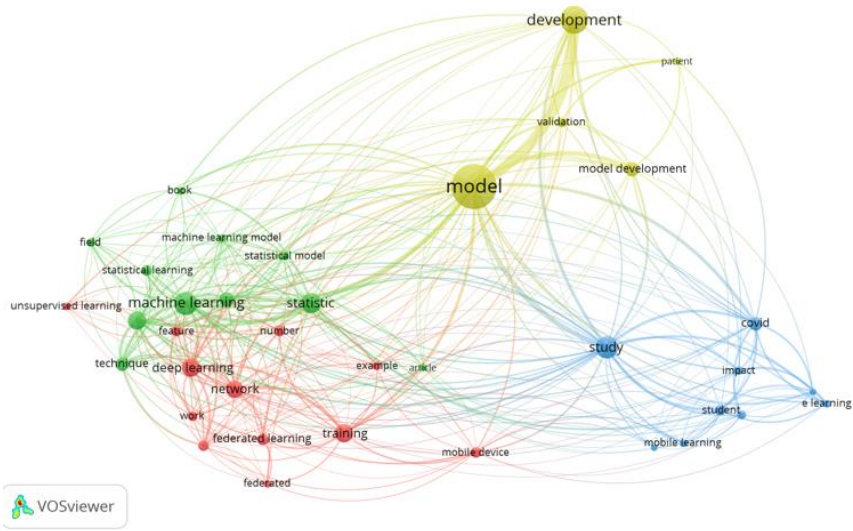 development
patient
validation
model development
model
book
field
machine learning model
statistical model
statistical learning
unsupervised learning
machine learning
statistic
feature
number
technique
deep learning
example
article
network
work
federated learning
training
federated
mobile device
covid
study
impact
student
e learning
mobile learning
VOSviewer